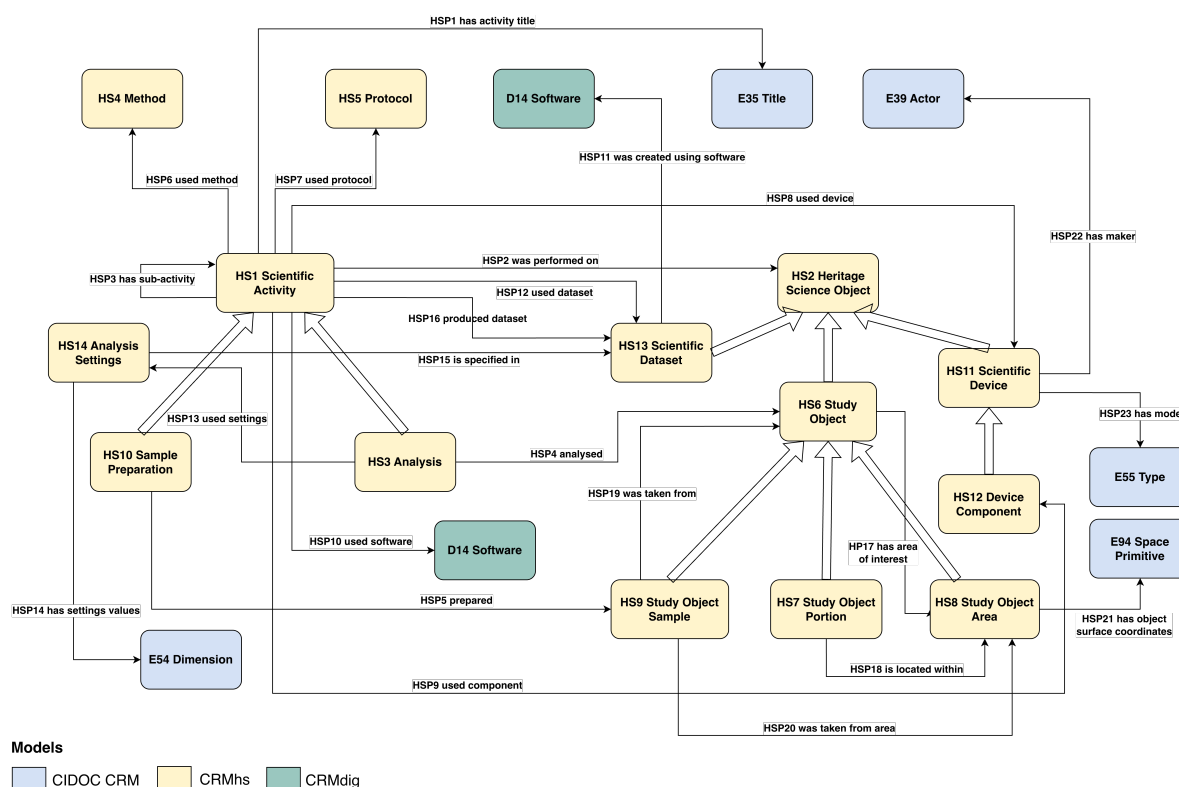 HSP1 has activity title
HS4 Method
HS5 Protocol
D14 Software
E35 Title
E39 Actor
HSP11 was created using software
HSP6 used method
HSP7 used protocol
HSP8 used device
HSP22 has maker
HSP3 has sub-activity
HS1 Scientific
Activity
HSP2 was performed on
HSP12 used dataset
HSP16 produced dataset
HS2 Heritage
Science Object
HS14 Analysis
Settings
HSP15 is specified in
HS13 Scientific
Dataset
HS11 Scientific
Device
HS6 Study
Object
HSP13 used settings
HSP23 has mode
HS10 Sample
Preparation
HS3 Analysis
HSP4 analysed
E55 Type
HSP19 was taken from
HS12 Device
Component
HSP10 used software
D14 Software
HP17 has area
of interest
E94 Space
Primitive
HSP14 has settings values
HSP5 prepared
HS9 Study Object
Sample
HS7 Study Object
Portion
HS8 Study Object
Area
HSP21 has object
surface coordinates
E54 Dimension
HSP18 is located within
HSP9 used component
HSP20 was taken from area
Models
CIDOC CRM
CRMhs
CRMdig